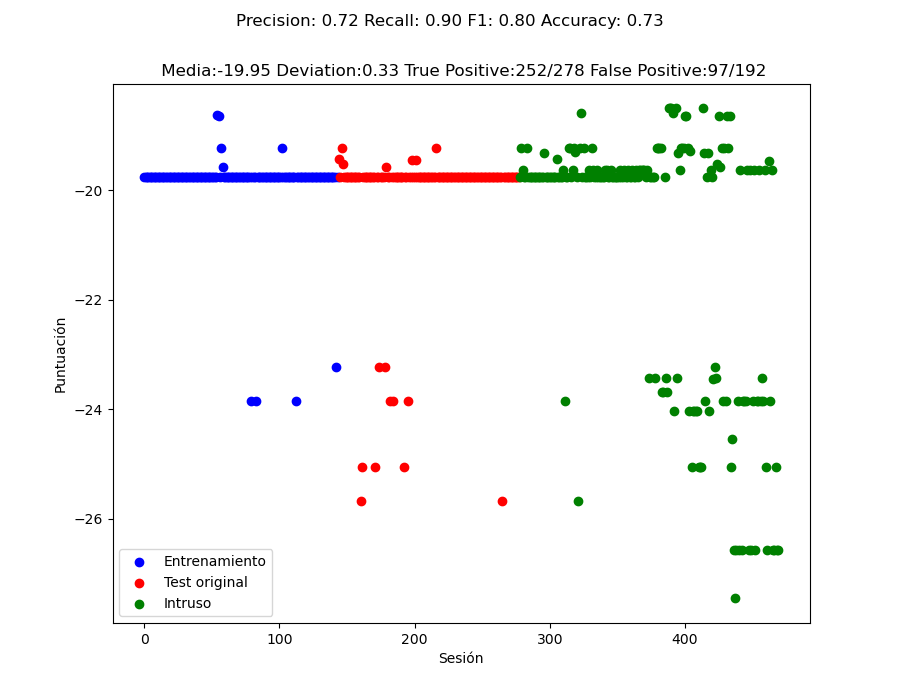 Precision: 0.72 Recall: 0.90 F1: 0.80 Accuracy: 0.73
Media:-19.95 Deviation:0.33 True Positive:252/278 False Positive:97/192
−20
−22
−24
−26
Puntuación
Entrenamiento
Test original
Intruso
0 100 200 300 400
Sesión